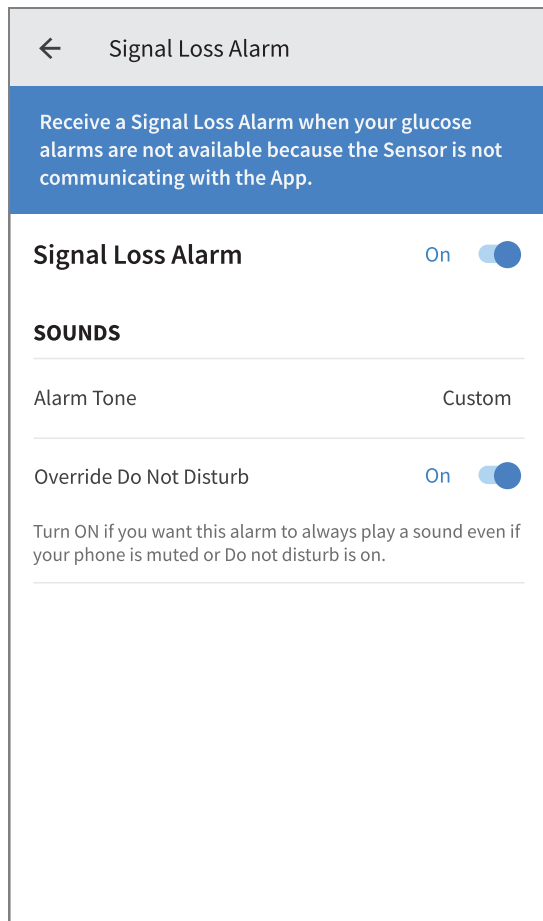 Signal Loss Alarm
Receive a Signal Loss Alarm when your glucose
alarms are not available because the Sensor is not
communicating with the App.
Signal Loss Alarm On
SOUNDS
Alarm Tone Custom
Override Do Not Disturb On
Turn ON if you want this alarm to always play a sound even if
your phone is muted or Do not disturb is on.